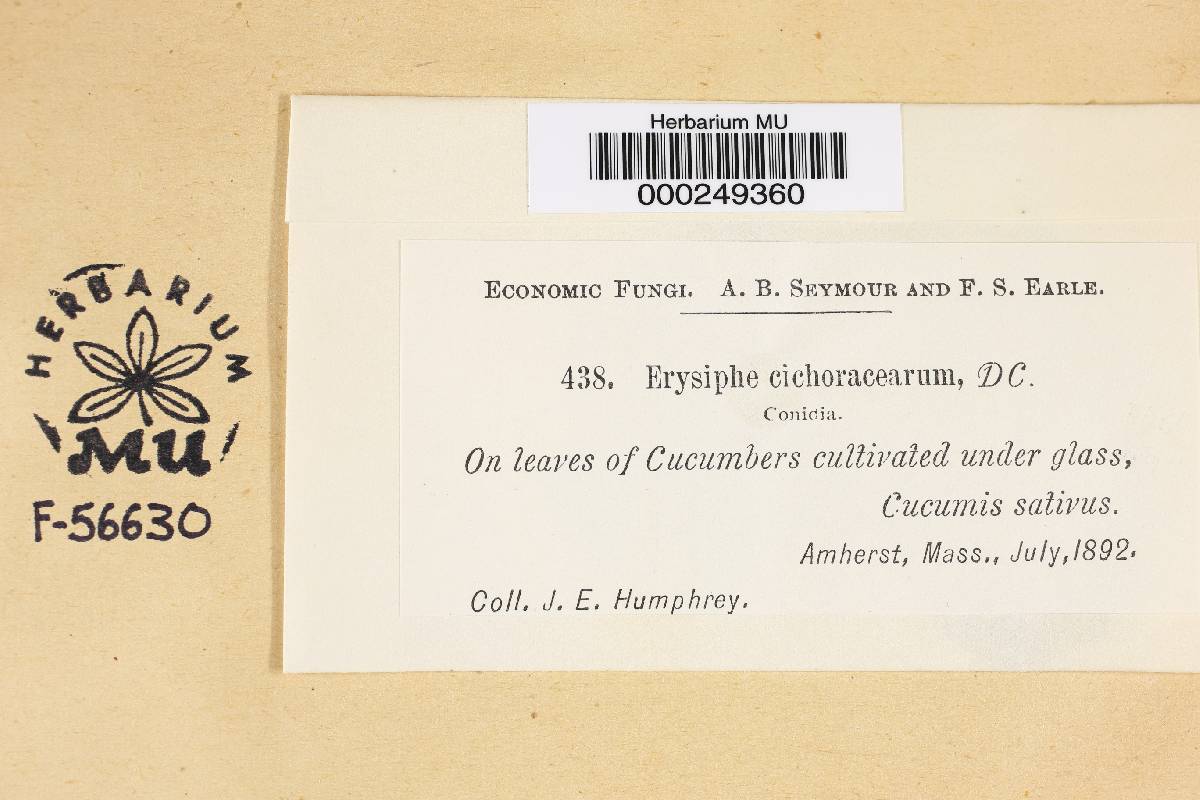 Herbarium MU
000249360
ECONOMIC FUNGI. A. B. SEYMOUR AND F. S. EARLE.
438. Erysiphe cichoracearum, DC.
Conidia.
On leaves of Cucumbers cultivated under glass,
Cucumis sativus.
Amherst, Mass., July, 1892.
Coll. J. E. Humphrey.
HERBARIUM
MU
F-56630